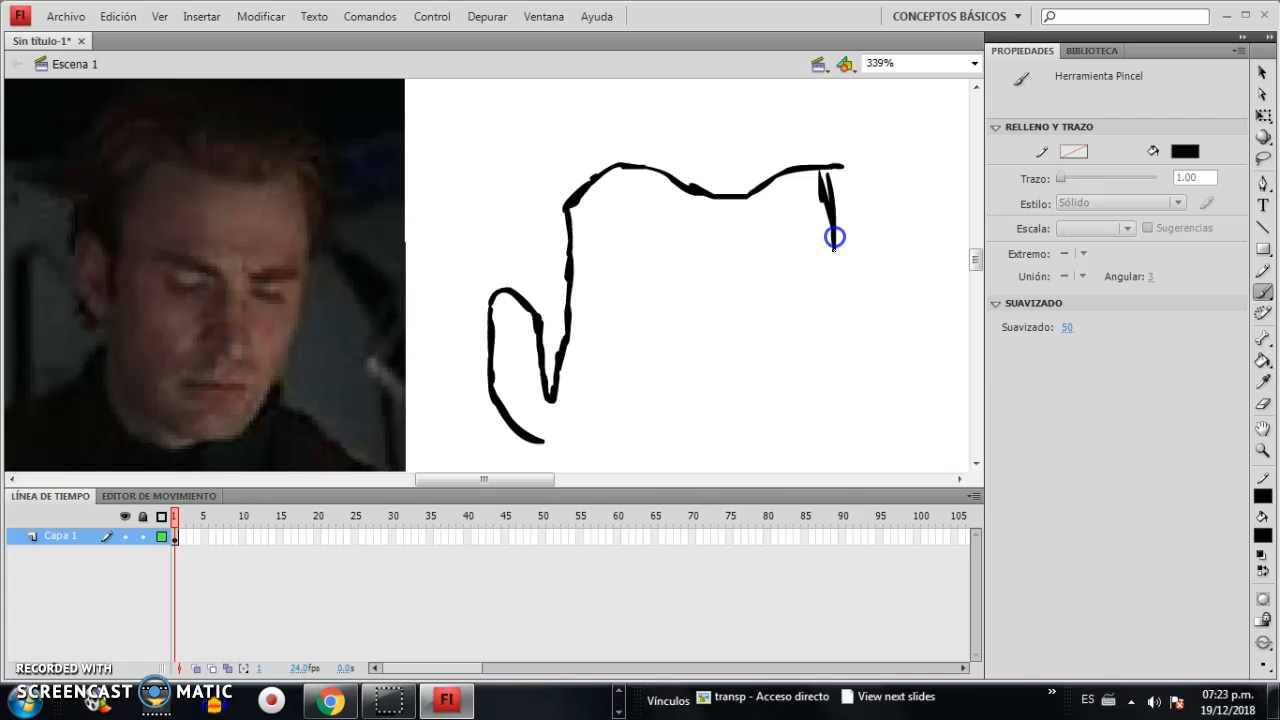 Fl Archivo Edición Ver Insertar Modificar Texto Comandos Control Depurar Ventana Ayuda CONCEPTOS BÁSICOS
Sin título-1*
Escena 1 339%
PROPIEDADES BIBLIOTECA
Herramienta Pincel
RELLENO Y TRAZO
Trazo: 1.00
Estilo: Sólido
Escala: Sugerencias
Extremo:
Unión: Angular: 3
SUAVIZADO
Suavizado: 50
LÍNEA DE TIEMPO EDITOR DE MOVIMIENTO
1 5 10 15 20 25 30 35 40 45 50 55 60 65 70 75 80 85 90 95 100 105
Capa 1
1 24.0fps 0.0s
RECORDED WITH
SCREENCAST MATIC
Fl
Vínculos transp - Acceso directo View next slides »
ES
07:23 p.m.
19/12/2018